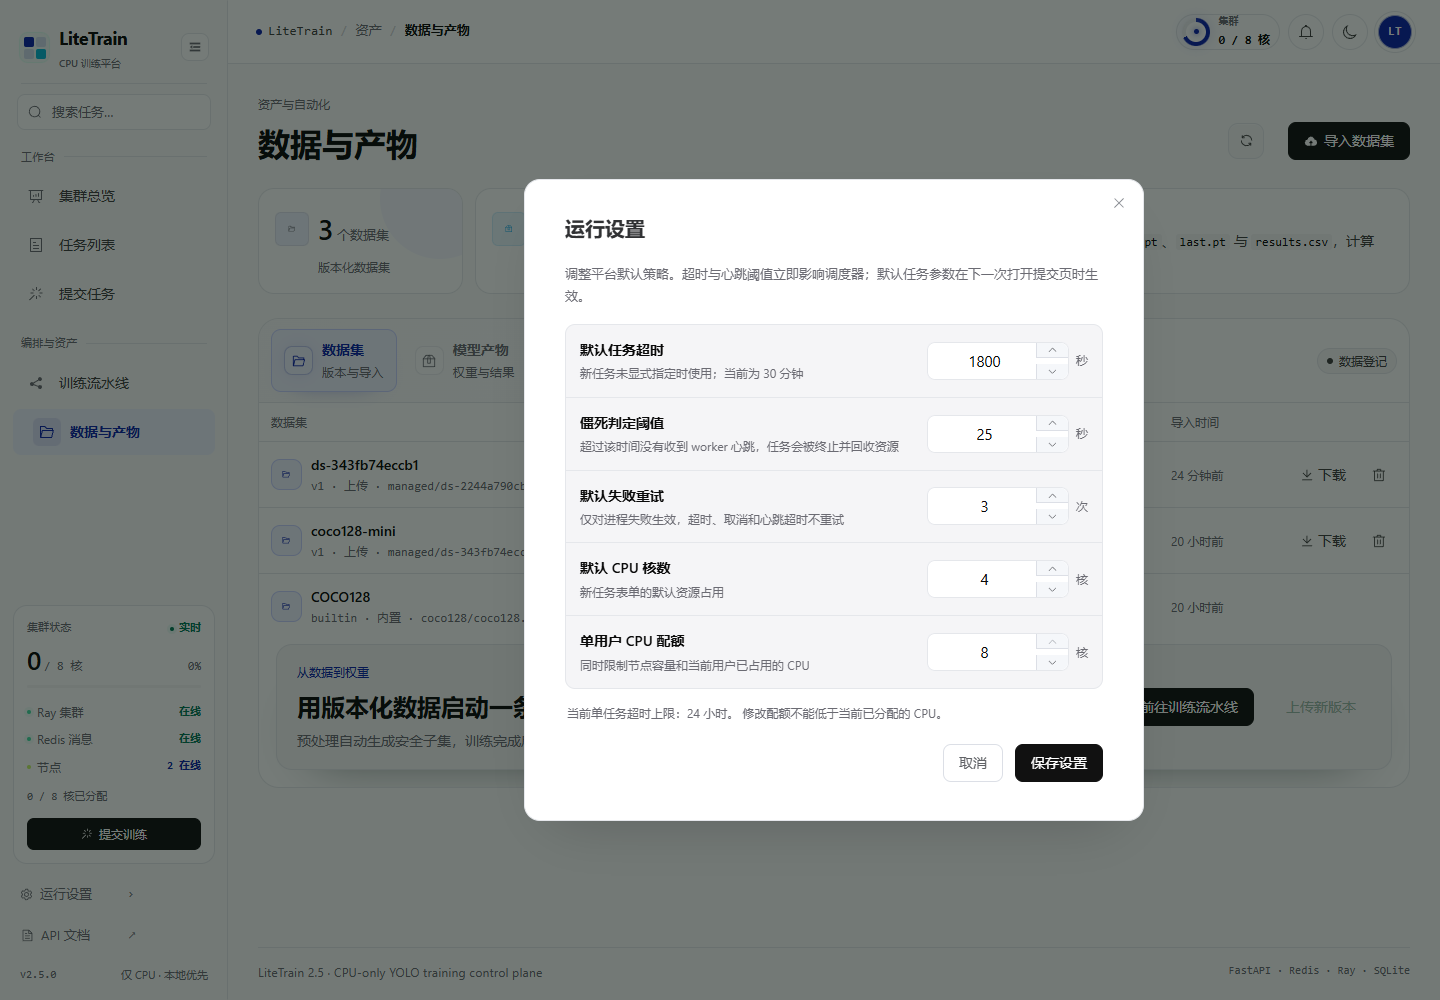 LiteTrain
CPU 训练平台
搜索任务...
工作台
集群总览
任务列表
提交任务
编排与资产
训练流水线
数据与产物
集群状态
实时
0 / 8 核
0%
Ray 集群
在线
Redis 消息
在线
节点
2 在线
0 / 8 核已分配
提交训练
运行设置
API 文档
v2.5.0
仅 CPU · 本地优先
LiteTrain / 资产 / 数据与产物
集群
0 / 8 核
LT
资产与自动化
数据与产物
导入数据集
3 个数据集
版本化数据集
pt 、 last.pt 与 results.csv，计算
数据集
版本与导入
模型产物
权重与结果
数据登记
数据集
导入时间
ds-343fb74eccb1
v1 · 上传 · managed/ds-2244a790cb
24 分钟前
下载
coco128-mini
v1 · 上传 · managed/ds-343fb74ecc
20 小时前
下载
COCO128
builtin · 内置 · coco128/coco128.
20 小时前
从数据到权重
用版本化数据启动一条
预处理自动生成安全子集，训练完成
前往训练流水线
上传新版本
LiteTrain 2.5 · CPU-only YOLO training control plane
FastAPI · Redis · Ray · SQLite
运行设置
调整平台默认策略。超时与心跳阈值立即影响调度器；默认任务参数在下一次打开提交页时生
效。
默认任务超时
新任务未显式指定时使用；当前为 30 分钟
1800
秒
僵死判定阈值
超过该时间没有收到 worker 心跳，任务会被终止并回收资源
25
秒
默认失败重试
仅对进程失败生效，超时、取消和心跳超时不重试
3
次
默认 CPU 核数
新任务表单的默认资源占用
4
核
单用户 CPU 配额
同时限制节点容量和当前用户已占用的 CPU
8
核
当前单任务超时上限：24 小时。 修改配额不能低于当前已分配的 CPU。
取消
保存设置